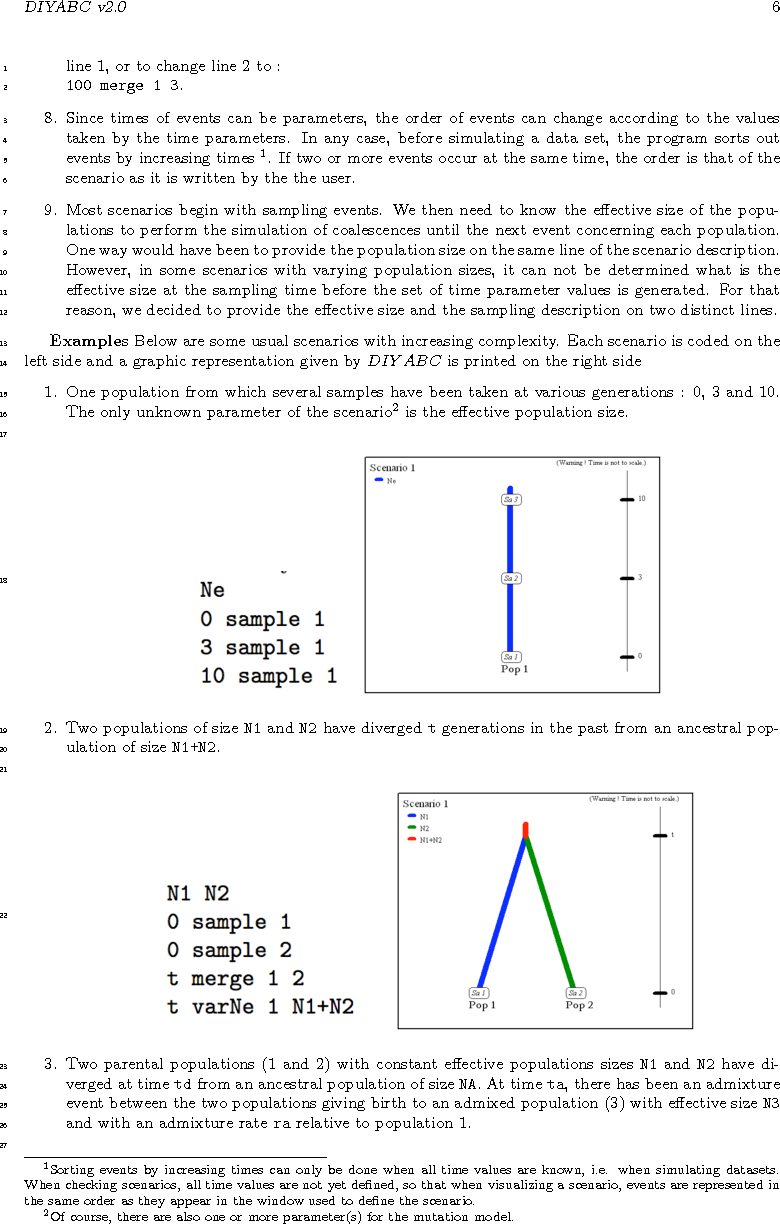 DIYABC v2.0 6
1 line 1, or to change line 2 to :
2 100 merge 1 3.
3 8. Since times of events can be parameters, the order of events can change according to the values
4 taken by the time parameters. In any case, before simulating a data set, the program sorts out
5 events by increasing times 1. If two or more events occur at the same time, the order is that of the
6 scenario as it is written by the the user.
7 9. Most scenarios begin with sampling events. We then need to know the effective size of the popu-
8 lations to perform the simulation of coalescences until the next event concerning each population.
9 One way would have been to provide the population size on the same line of the scenario description.
10 However, in some scenarios with varying population sizes, it can not be determined what is the
11 effective size at the sampling time before the set of time parameter values is generated. For that
12 reason, we decided to provide the effective size and the sampling description on two distinct lines.
13 Examples Below are some usual scenarios with increasing complexity. Each scenario is coded on the
14 left side and a graphic representation given by DIYABC is printed on the right side
15 1. One population from which several samples have been taken at various generations : 0, 3 and 10.
16 The only unknown parameter of the scenario2 is the effective population size.
17
18
Ne
0 sample 1
3 sample 1
10 sample 1
Scenario 1
(Warning ! Time is not to scale.)
Ne
Sa 3
10
Sa 2
3
Sa 1
0
Pop 1
19 2. Two populations of size N1 and N2 have diverged t generations in the past from an ancestral pop-
20 ulation of size N1+N2.
21
22
N1 N2
0 sample 1
0 sample 2
t merge 1 2
t varNe 1 N1+N2
Scenario 1
(Warning ! Time is not to scale.)
N1
N2
N1+N2
t
Sa 1
Sa 2
0
Pop 1
Pop 2
23 3. Two parental populations (1 and 2) with constant effective populations sizes N1 and N2 have di-
24 verged at time td from an ancestral population of size NA. At time ta, there has been an admixture
25 event between the two populations giving birth to an admixed population (3) with effective size N3
26 and with an admixture rate ra relative to population 1.
27
1Sorting events by increasing times can only be done when all time values are known, i.e. when simulating datasets.
When checking scenarios, all time values are not yet defined, so that when visualizing a scenario, events are represented in
the same order as they appear in the window used to define the scenario.
2Of course, there are also one or more parameter(s) for the mutation model.